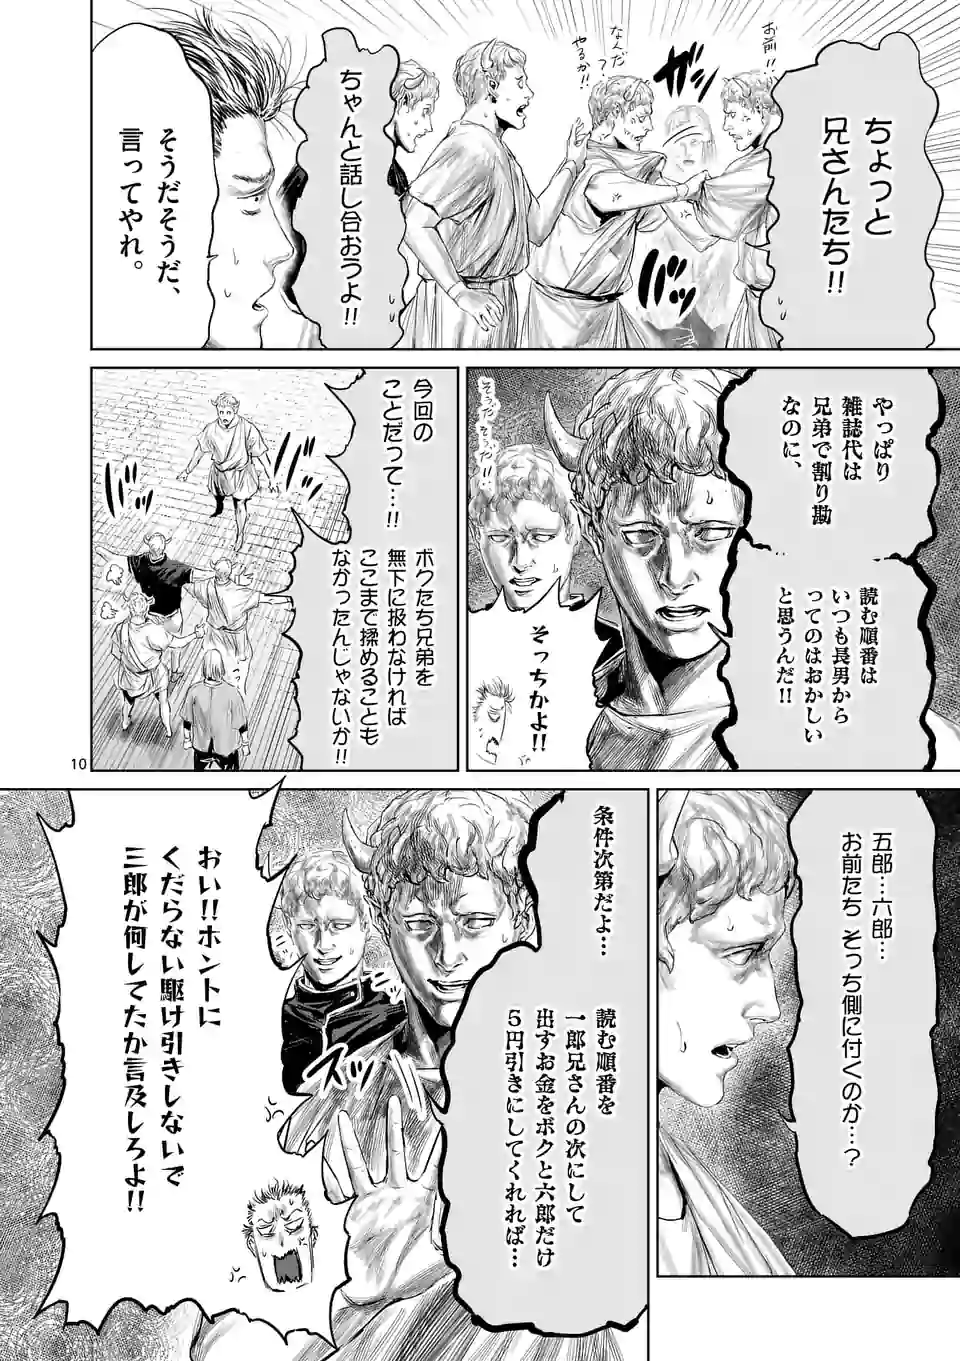 ちょっと
兄さんたち!!
お前!!
ガッ
なんだ
?
やるか!!
ドッ
ちゃんと話し合おうよ!!
そうだそうだ、
言ってやれ。
やっぱり
雑誌代は
兄弟で割り勘
なのに、
読む順番は
いつも長男から
ってのはおかしい
と思うんだ!!
そうだそうだ
そっちかよ!!
今回の
ことだって…!!
ボクたち兄弟を
無下に扱わなければ
ここまで揉めることも
なかったんじゃないか!!
10
五郎…六郎…
お前たち そっち側に付くのか…?
条件次第だよ…
読む順番を
一郎兄さんの次にして
出すお金をボクと六郎だけ
5円引きにしてくれれば…
スッ
おい!!ホントに
くだらない駆け引きしないで
三郎が何してたか言及しろよ!!